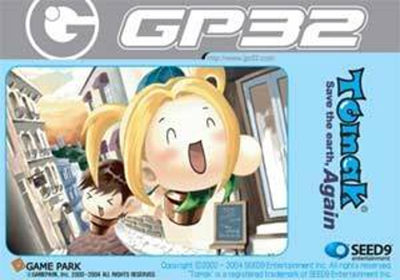 GP32
http://www.gp32.com
Tomak®
Save the earth, Again
GAME PARK
©GAMEPARK, Inc. 2000-2004 ALL RIGHTS RESERVED.
SEED9®
entertainment
Copyright ©2002 - 2004 SEED9 Entertainment Inc. All rights reserved.
"Tomak" is a registered trademark of SEED9 Entertainment Inc.